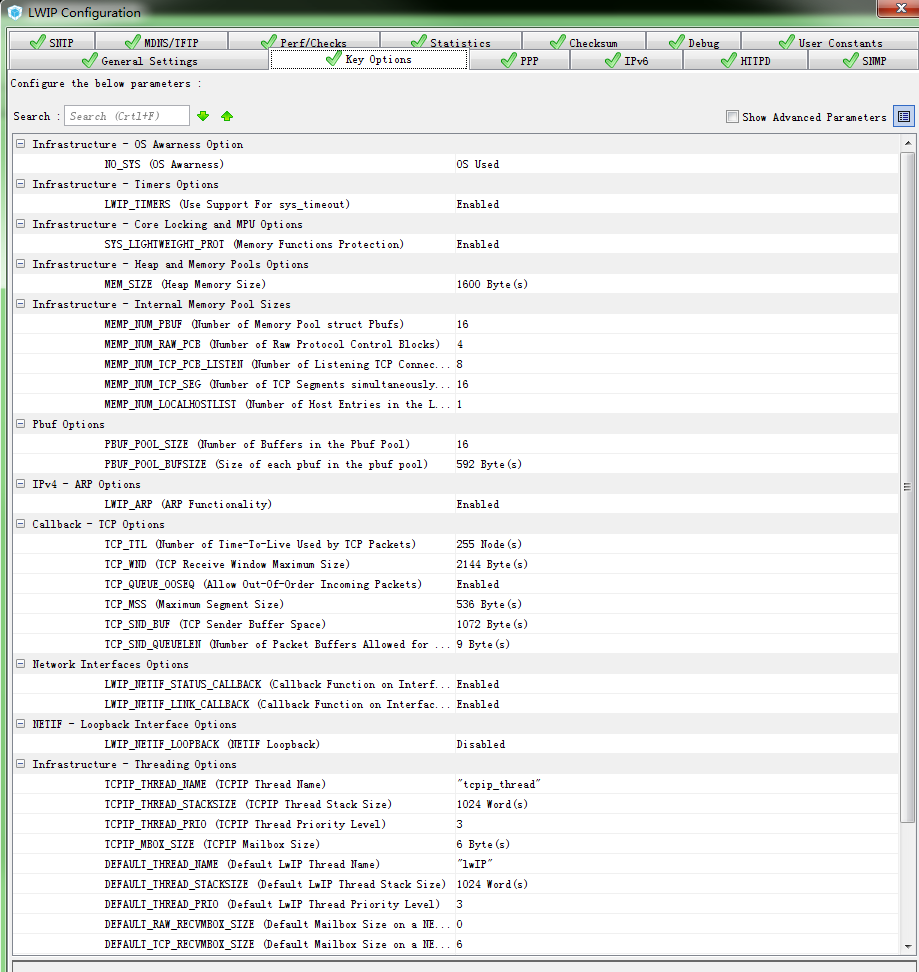 LWIP Configuration
SNTP MDNS/TFTP Perf/Checks Statistics Checksum Debug User Constants
General Settings Key Options PPP IPv6 HTTPD SNMP
Configure the below parameters :
Search : Search (Crtl+F) Show Advanced Parameters
Infrastructure - OS Awarness Option
NO_SYS (OS Awarness) OS Used
Infrastructure - Timers Options
LWIP_TIMERS (Use Support For sys_timeout) Enabled
Infrastructure - Core Locking and MPU Options
SYS_LIGHTWEIGHT_PROT (Memory Functions Protection) Enabled
Infrastructure - Heap and Memory Pools Options
MEM_SIZE (Heap Memory Size) 1600 Byte(s)
Infrastructure - Internal Memory Pool Sizes
MEMP_NUM_PBUF (Number of Memory Pool struct Pbufs) 16
MEMP_NUM_RAW_PCB (Number of Raw Protocol Control Blocks) 4
MEMP_NUM_TCP_PCB_LISTEN (Number of Listening TCP Connec... 8
MEMP_NUM_TCP_SEG (Number of TCP Segments simultaneously... 16
MEMP_NUM_LOCALHOSTLIST (Number of Host Entries in the L... 1
Pbuf Options
PBUF_POOL_SIZE (Number of Buffers in the Pbuf Pool) 16
PBUF_POOL_BUFSIZE (Size of each pbuf in the pbuf pool) 592 Byte(s)
IPv4 - ARP Options
LWIP_ARP (ARP Functionality) Enabled
Callback - TCP Options
TCP_TTL (Number of Time-To-Live Used by TCP Packets) 255 Node(s)
TCP_WND (TCP Receive Window Maximum Size) 2144 Byte(s)
TCP_QUEUE_OOSEQ (Allow Out-Of-Order Incoming Packets) Enabled
TCP_MSS (Maximum Segment Size) 536 Byte(s)
TCP_SND_BUF (TCP Sender Buffer Space) 1072 Byte(s)
TCP_SND_QUEUELEN (Number of Packet Buffers Allowed for ... 9 Byte(s)
Network Interfaces Options
LWIP_NETIF_STATUS_CALLBACK (Callback Function on Interf... Enabled
LWIP_NETIF_LINK_CALLBACK (Callback Function on Interfac... Enabled
NETIF - Loopback Interface Options
LWIP_NETIF_LOOPBACK (NETIF Loopback) Disabled
Infrastructure - Threading Options
TCPIP_THREAD_NAME (TCPIP Thread Name) "tcpip_thread"
TCPIP_THREAD_STACKSIZE (TCPIP Thread Stack Size) 1024 Word(s)
TCPIP_THREAD_PRIO (TCPIP Thread Priority Level) 3
TCPIP_MBOX_SIZE (TCPIP Mailbox Size) 6 Byte(s)
DEFAULT_THREAD_NAME (Default LwIP Thread Name) "lwIP"
DEFAULT_THREAD_STACKSIZE (Default LwIP Thread Stack Size) 1024 Word(s)
DEFAULT_THREAD_PRIO (Default LwIP Thread Priority Level) 3
DEFAULT_RAW_RECVMBOX_SIZE (Default Mailbox Size on a NE... 0
DEFAULT_TCP_RECVMBOX_SIZE (Default Mailbox Size on a NE... 6